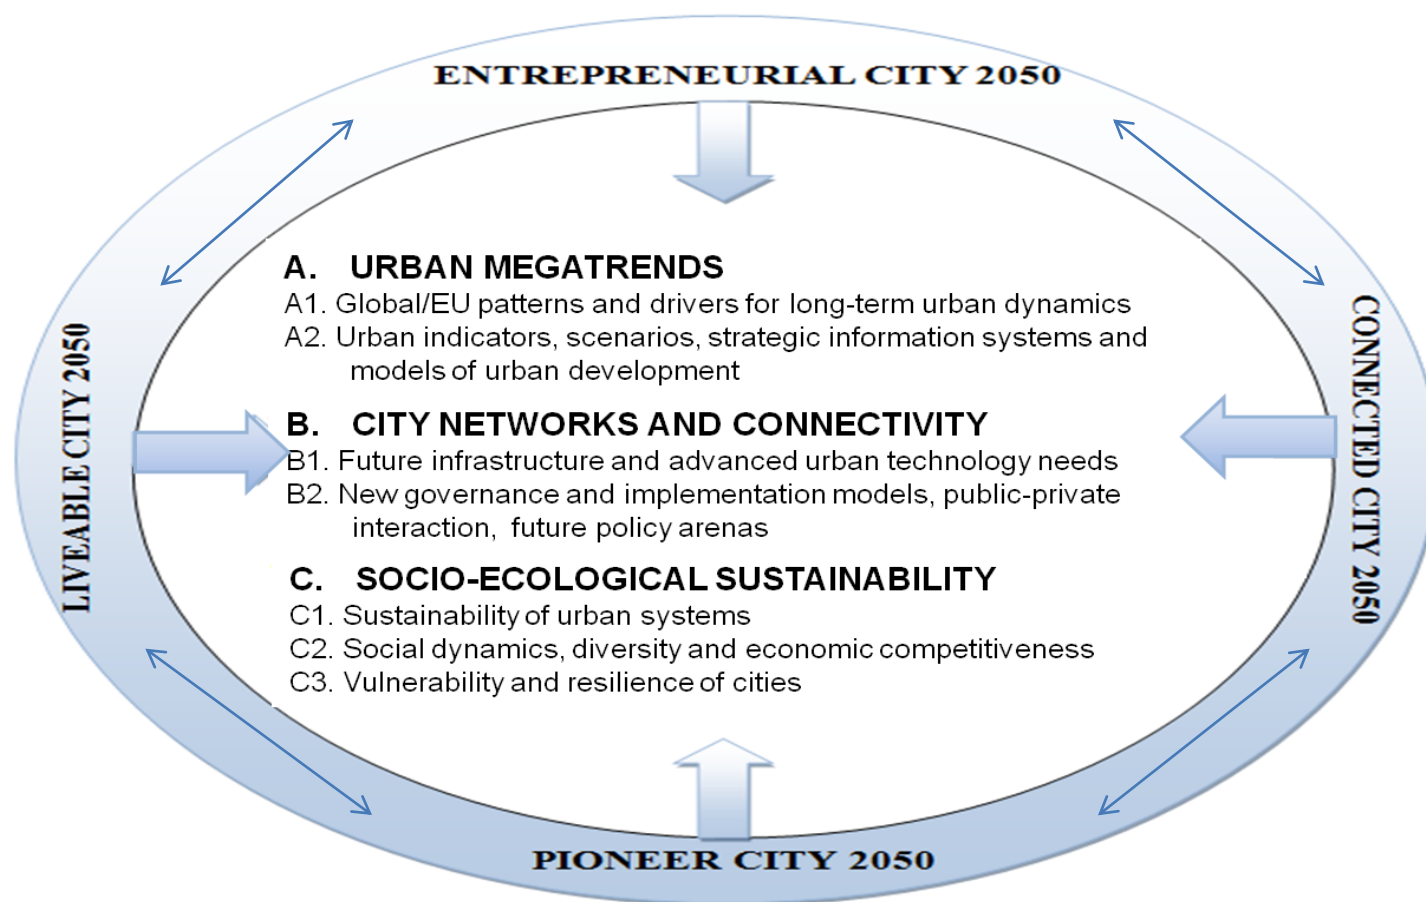 ENTREPRENEURIAL CITY 2050
A. URBAN MEGATRENDS
A1. Global/EU patterns and drivers for long-term urban dynamics
A2. Urban indicators, scenarios, strategic information systems and
models of urban development
LIVEABLE CITY 2050
B. CITY NETWORKS AND CONNECTIVITY
B1. Future infrastructure and advanced urban technology needs
B2. New governance and implementation models, public-private
interaction, future policy arenas
CONNECTED CITY 2050
C. SOCIO-ECOLOGICAL SUSTAINABILITY
C1. Sustainability of urban systems
C2. Social dynamics, diversity and economic competitiveness
C3. Vulnerability and resilience of cities
PIONEER CITY 2050